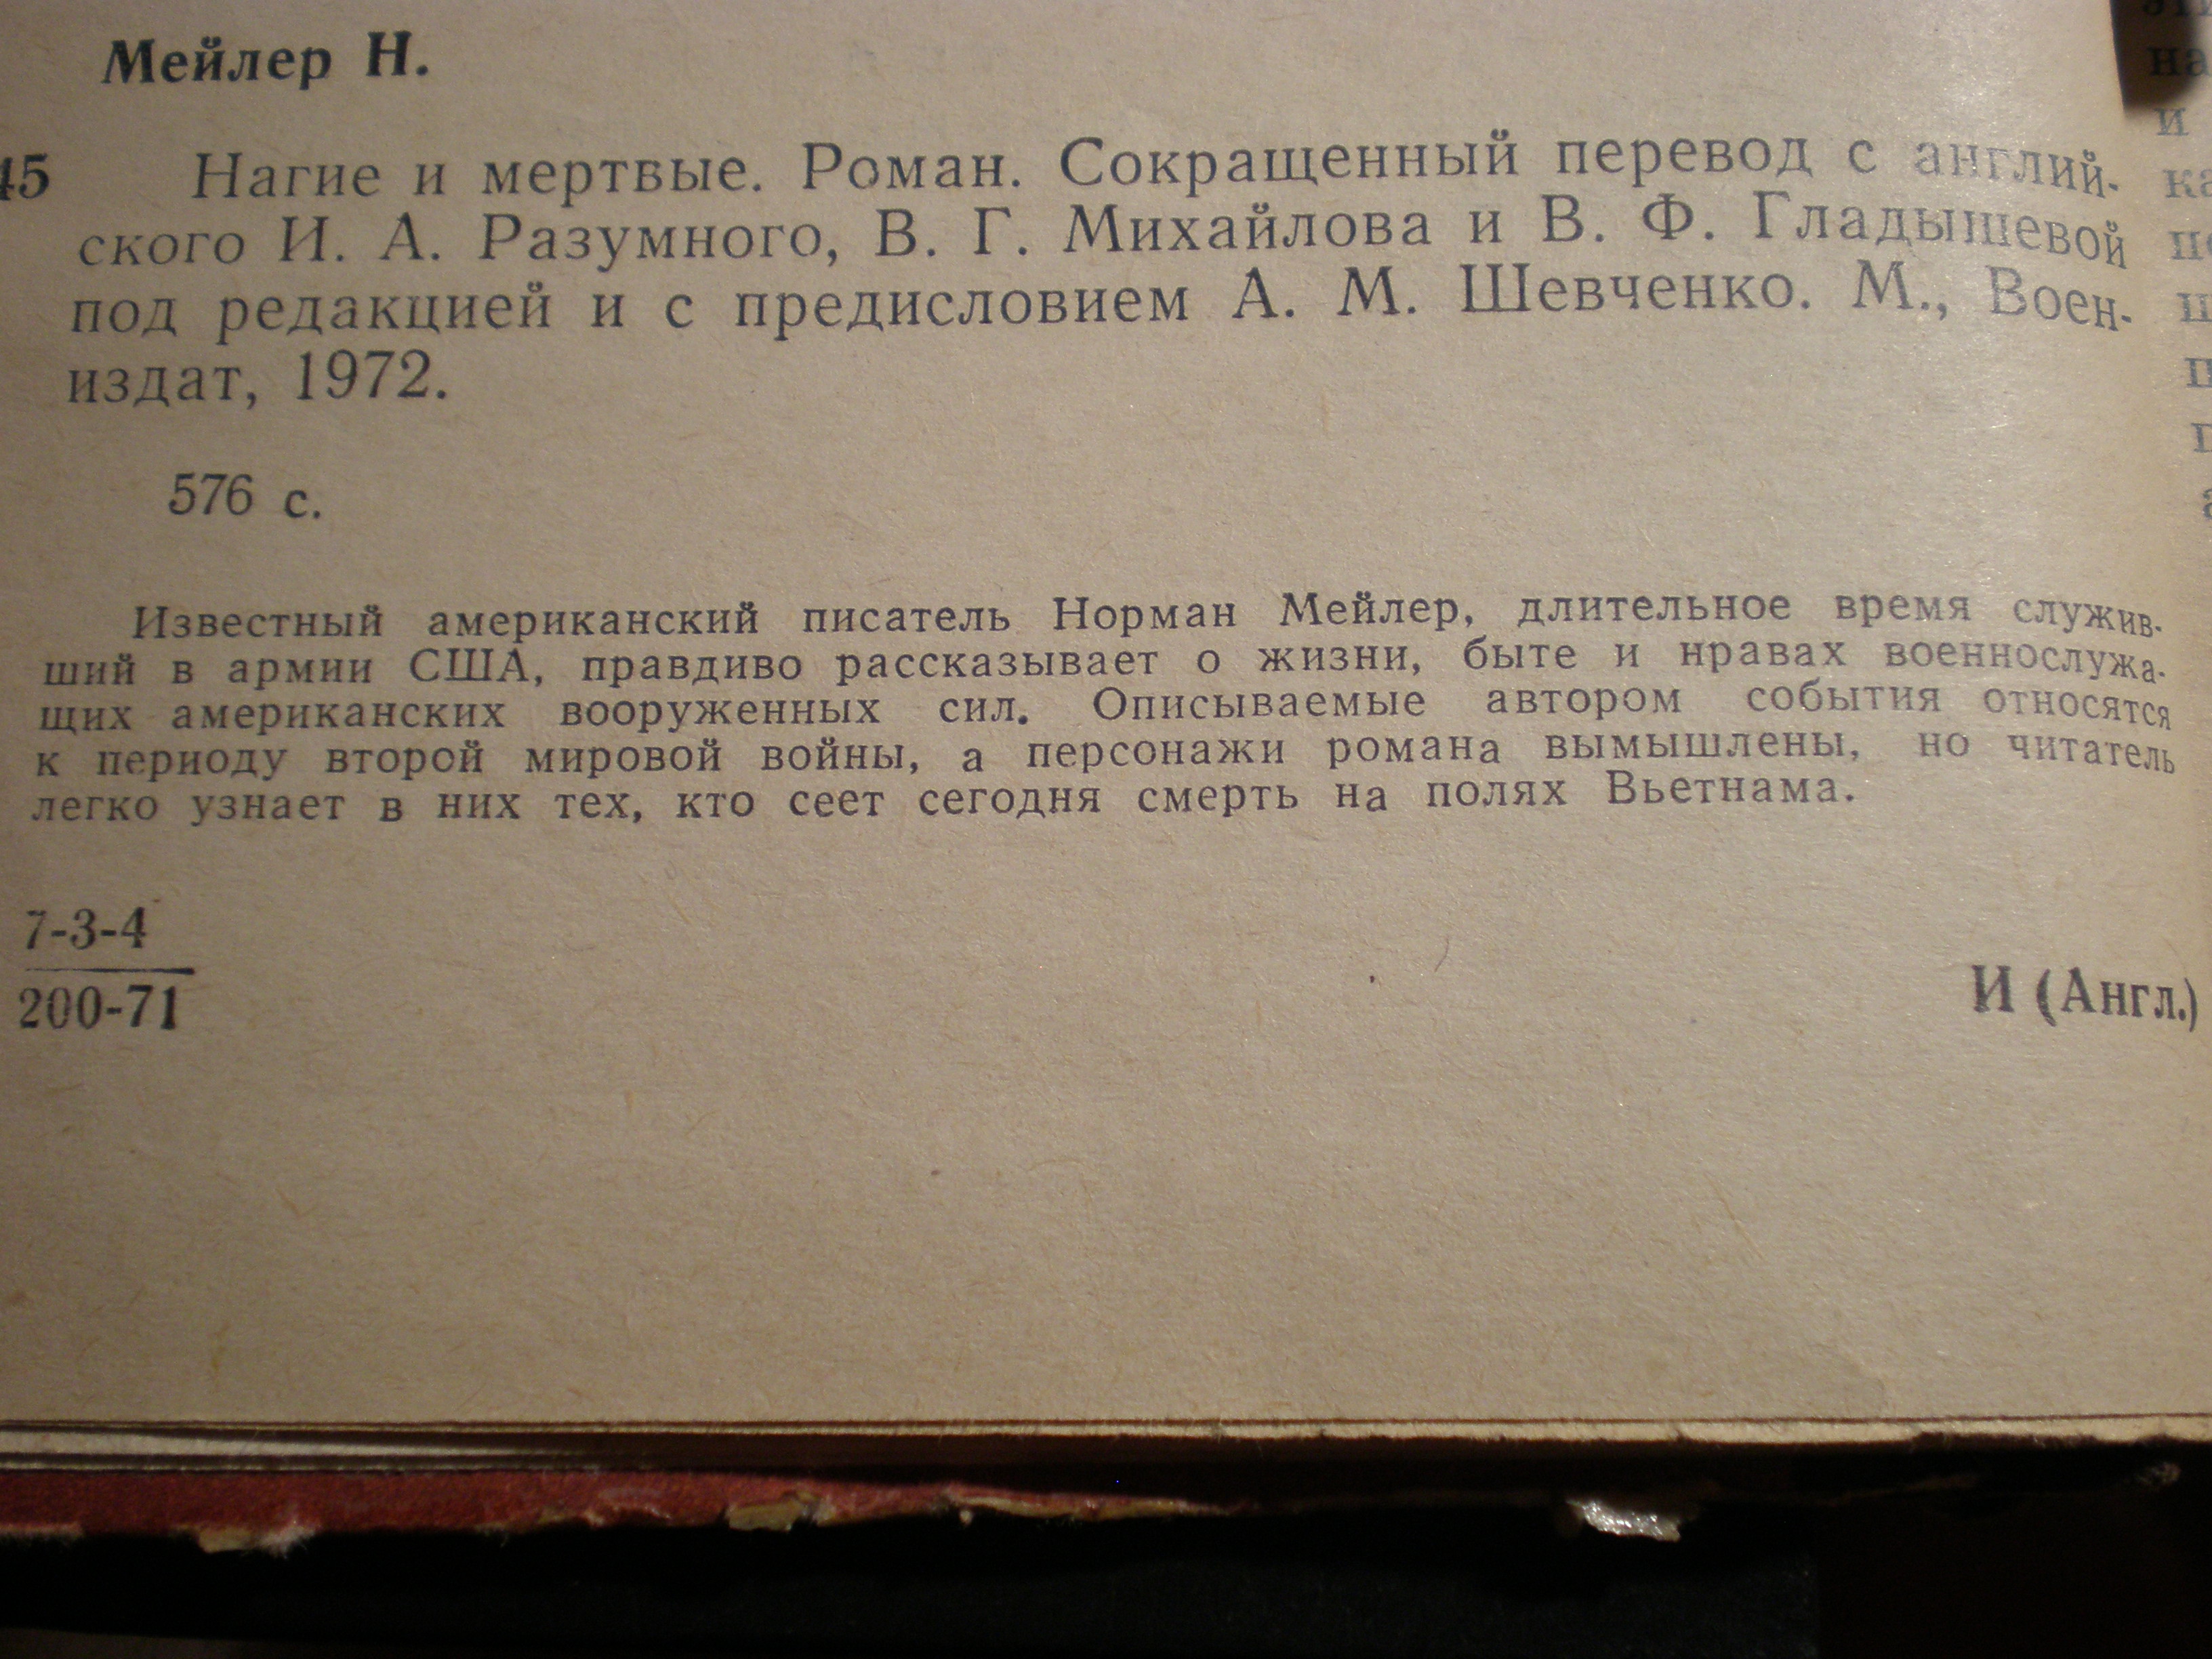 Мейлер Н.
45 Нагие и мертвые. Роман. Сокращенный перевод с англий-
ского И. А. Разумного, В. Г. Михайлова и В. Ф. Гладышевой
под редакцией и с предисловием А. М. Шевченко. М., Воен-
издат, 1972.
576 с.
Известный американский писатель Норман Мейлер, длительное время служив-
ший в армии США, правдиво рассказывает о жизни, быте и нравах военнослужа-
щих американских вооруженных сил. Описываемые автором события относятся
к периоду второй мировой войны, а персонажи романа вымышлены, но читатель
легко узнает в них тех, кто сеет сегодня смерть на полях Вьетнама.
7-3-4
200-71
И (Англ.)